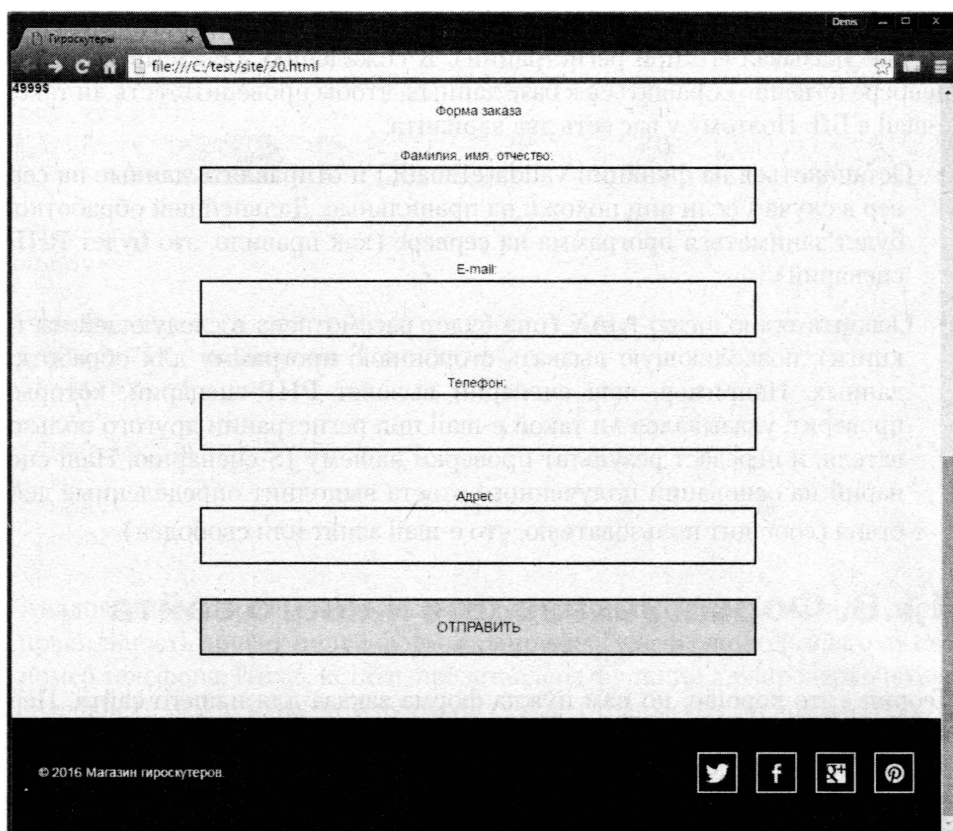 Denis
Гироскутеры
file:///C:/test/site/20.html
4999$
Форма заказа
Фамилия, имя, отчество:
E-mail:
Телефон:
Адрес
ОТПРАВИТЬ
© 2016 Магазин гироскутеров.